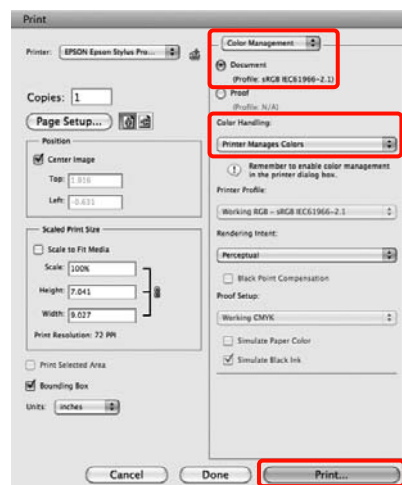 Print
Printer: EPSON Epson Stylus Pro...
Copies: 1
Page Setup...
Position
Center Image
Top: 1.916
Left: -0.631
Scaled Print Size
Scale to Fit Media
Scale: 100%
Height: 7.041
Width: 9.027
Print Resolution: 72 PPI
Print Selected Area
Bounding Box
Units: inches
Color Management
Document
(Profile: sRGB IEC61966-2.1)
Proof
(Profile: N/A)
Color Handling:
Printer Manages Colors
Remember to enable color management
in the printer dialog box.
Printer Profile:
Working RGB - sRGB IEC61966-2.1
Rendering Intent:
Perceptual
Black Point Compensation
Proof Setup:
Working CMYK
Simulate Paper Color
Simulate Black Ink
Cancel
Done
Print...